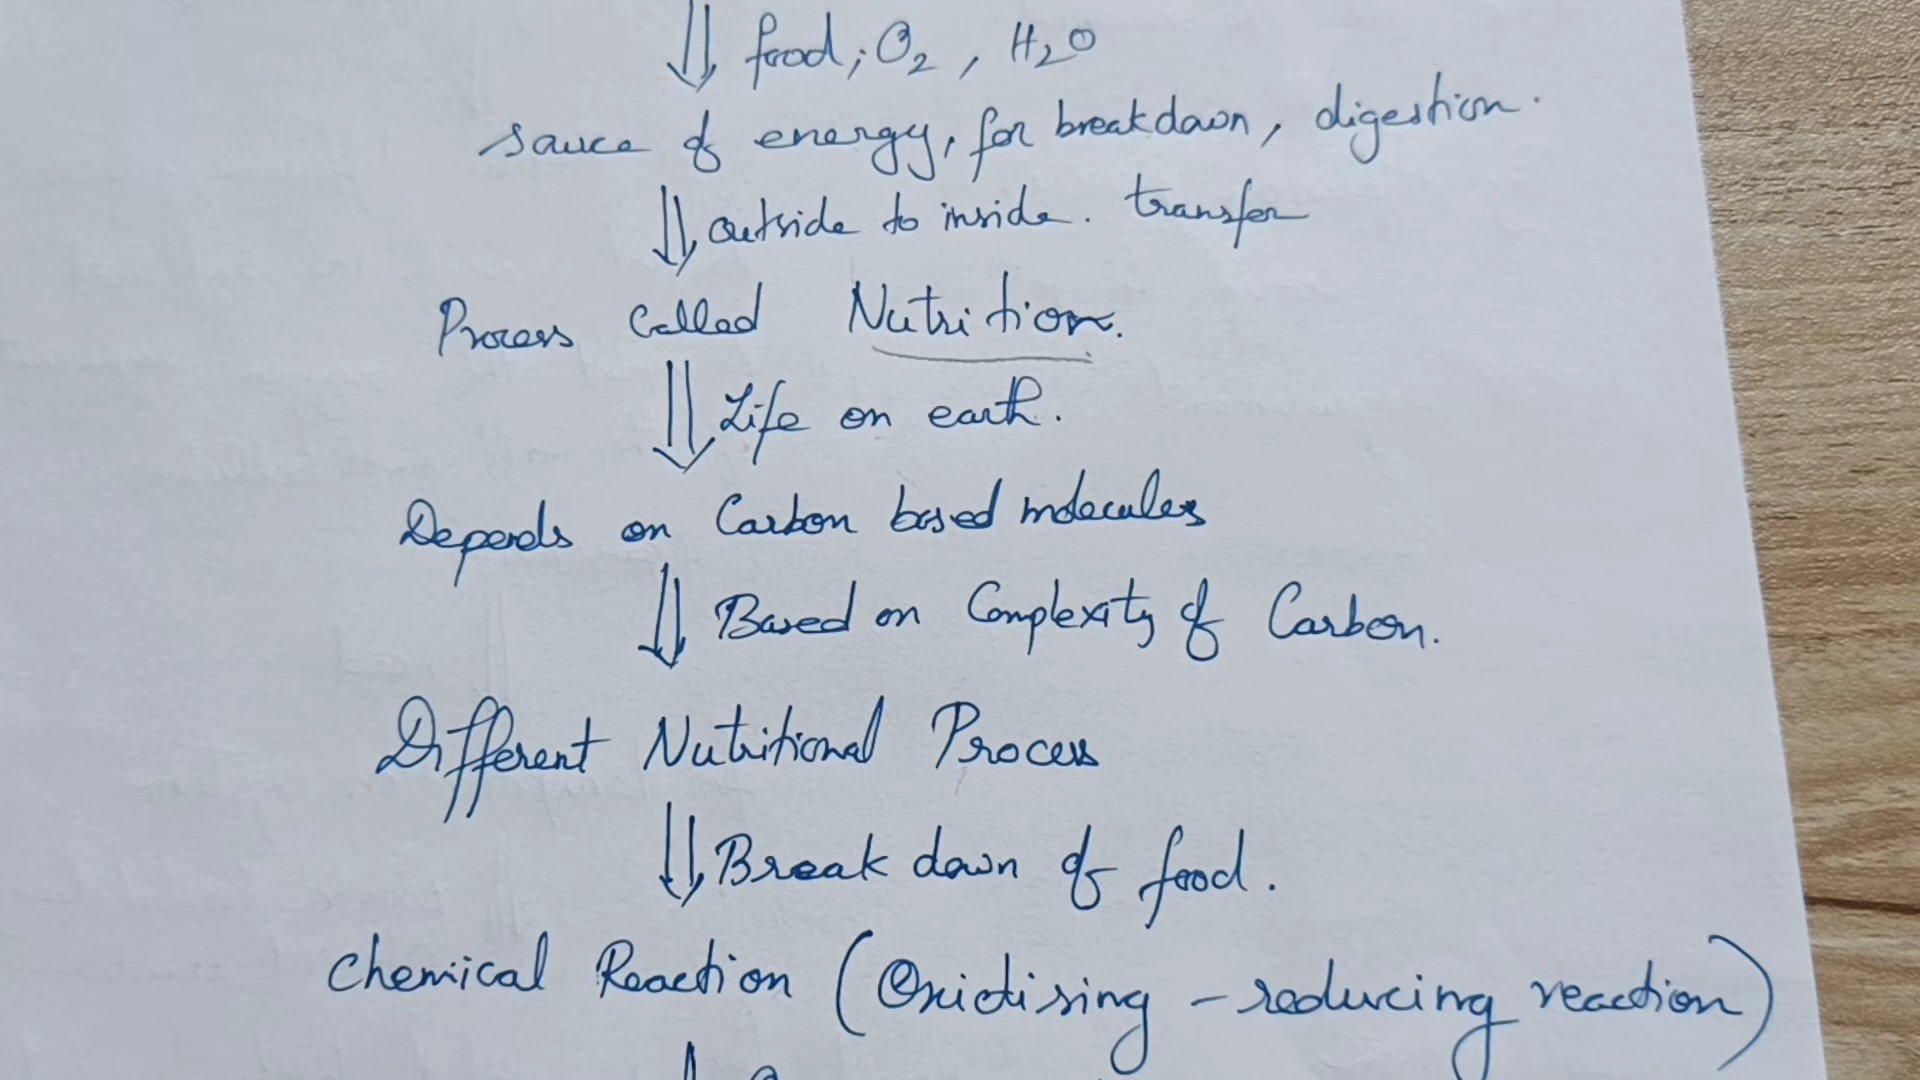 ⇓ food; O₂, H₂O
source of energy, for breakdown, digestion.
⇓ outside to inside. transfer
Process Called Nutrition.
⇓ Life on earth.
Depends on Carbon based molecules
⇓ Based on Complexity of Carbon.
Different Nutritional Process
⇓ Break down of food.
Chemical Reaction (Oxidising - reducing reaction)